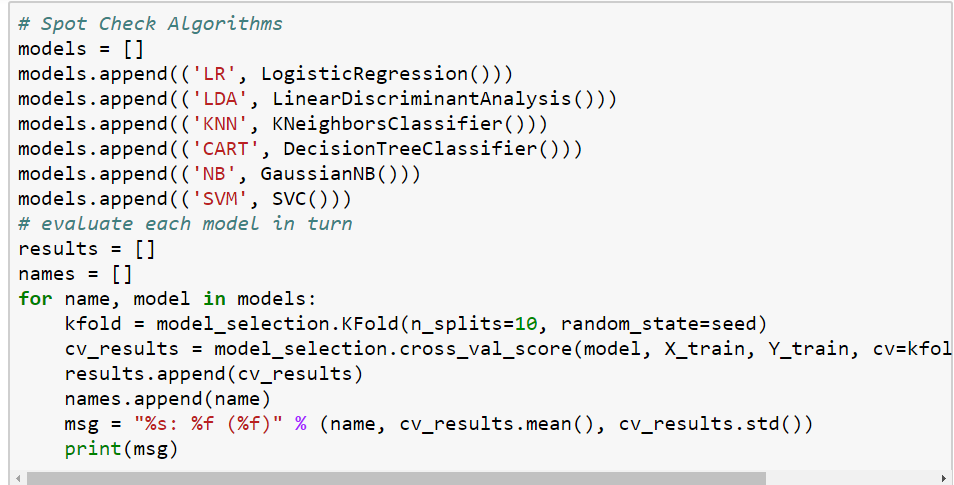 # Spot Check Algorithms
models = []
models.append(('LR', LogisticRegression()))
models.append(('LDA', LinearDiscriminantAnalysis()))
models.append(('KNN', KNeighborsClassifier()))
models.append(('CART', DecisionTreeClassifier()))
models.append(('NB', GaussianNB()))
models.append(('SVM', SVC()))
# evaluate each model in turn
results = []
names = []
for name, model in models:
    kfold = model_selection.KFold(n_splits=10, random_state=seed)
    cv_results = model_selection.cross_val_score(model, X_train, Y_train, cv=kfol
    results.append(cv_results)
    names.append(name)
    msg = "%s: %f (%f)" % (name, cv_results.mean(), cv_results.std())
    print(msg)